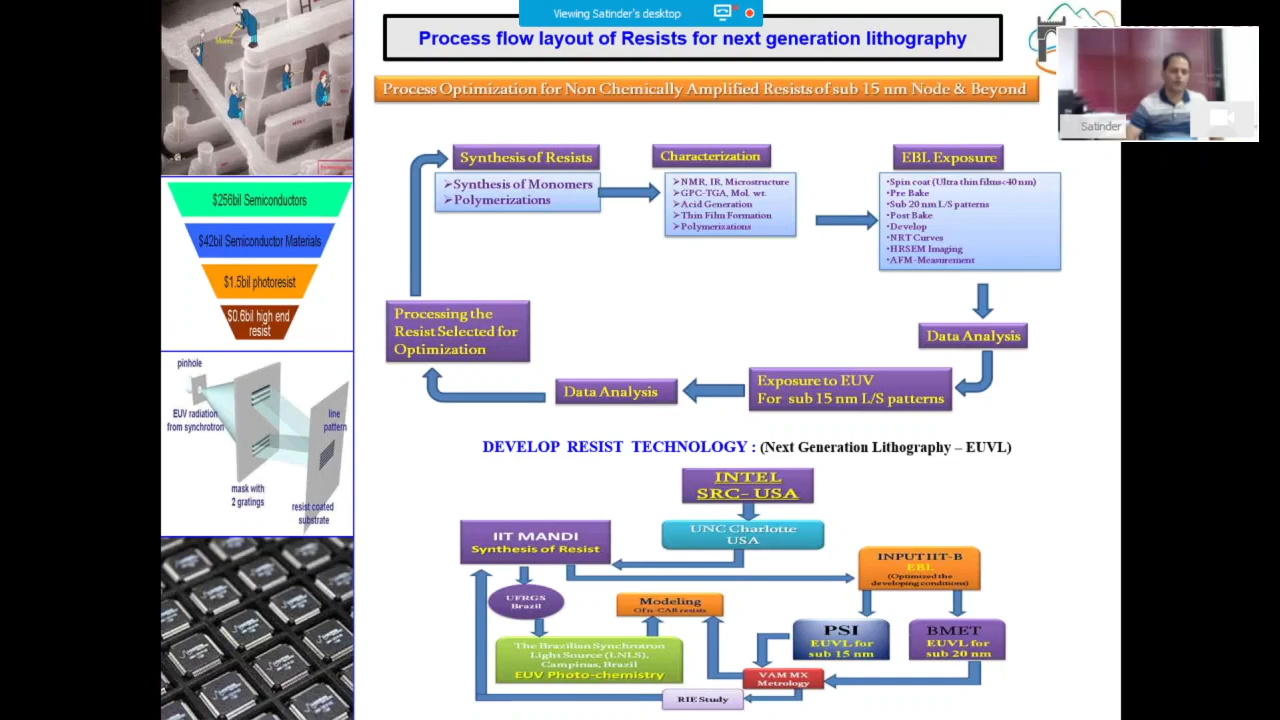 Viewing Satinder's desktop
Process flow layout of Resists for next generation lithography
Process Optimization for Non Chemically Amplified Resists of sub 15 nm Node & Beyond
Satinder
$256bil Semiconductors
$42bil Semiconductor Materials
$1.5bil photoresist
$0.6bil high end
resist
pinhole
EUV radiation
from synchrotron
line
pattern
mask with
2 gratings
resist coated
substrate
Synthesis of Resists
➢Synthesis of Monomers
➢Polymerizations
Characterization
➢NMR, IR, Microstructure
➢GPC-TGA, Mol. wt.
➢Acid Generation
➢Thin Film Formation
➢Polymerizations
EBL Exposure
•Spin coat (Ultra thin films<40 nm)
•Pre Bake
•Sub 20 nm L/S patterns
•Post Bake
•Develop
•NRT Curves
•HRSEM Imaging
•AFM-Measurement
Data Analysis
Exposure to EUV
For sub 15 nm L/S patterns
Data Analysis
Processing the
Resist Selected for
Optimization
DEVELOP RESIST TECHNOLOGY : (Next Generation Lithography – EUVL)
INTEL
SRC- USA
UNC Charlotte
USA
IIT MANDI
Synthesis of Resist
INPUT IIT-B
EBL
(Optimized the
developing conditions)
UFRGS
Brazil
Modeling
Of n-CAR resists
PSI
EUVL for
sub 15 nm
BMET
EUVL for
sub 20 nm
The Brazilian Synchrotron
Light Source (LNLS),
Campinas, Brazil
EUV Photo-chemistry
VAM MX
Metrology
RIE Study